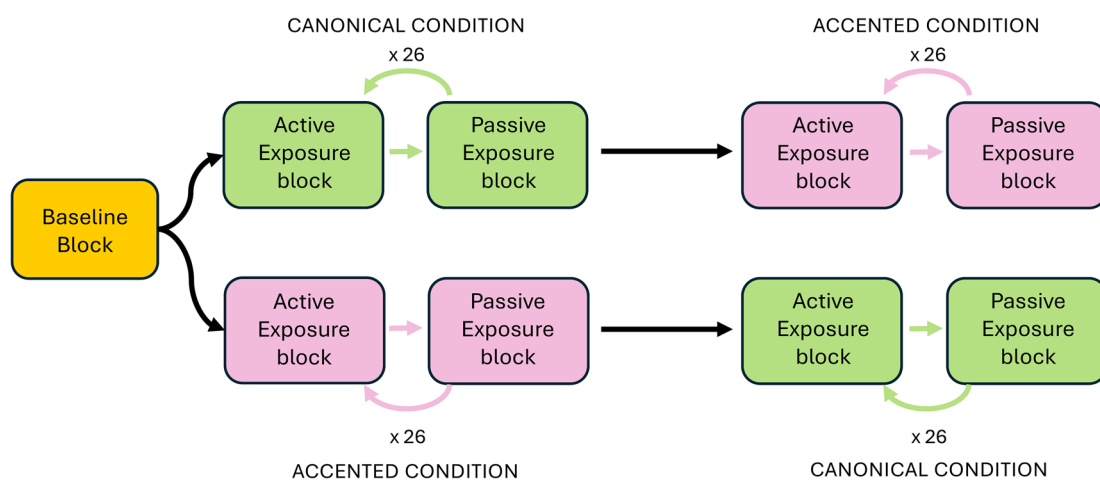 CANONICAL CONDITION
x 26
ACCENTED CONDITION
x 26
Active
Exposure
block
Passive
Exposure
block
Active
Exposure
block
Passive
Exposure
block
Baseline
Block
Active
Exposure
block
Passive
Exposure
block
Active
Exposure
block
Passive
Exposure
block
x 26
ACCENTED CONDITION
x 26
CANONICAL CONDITION